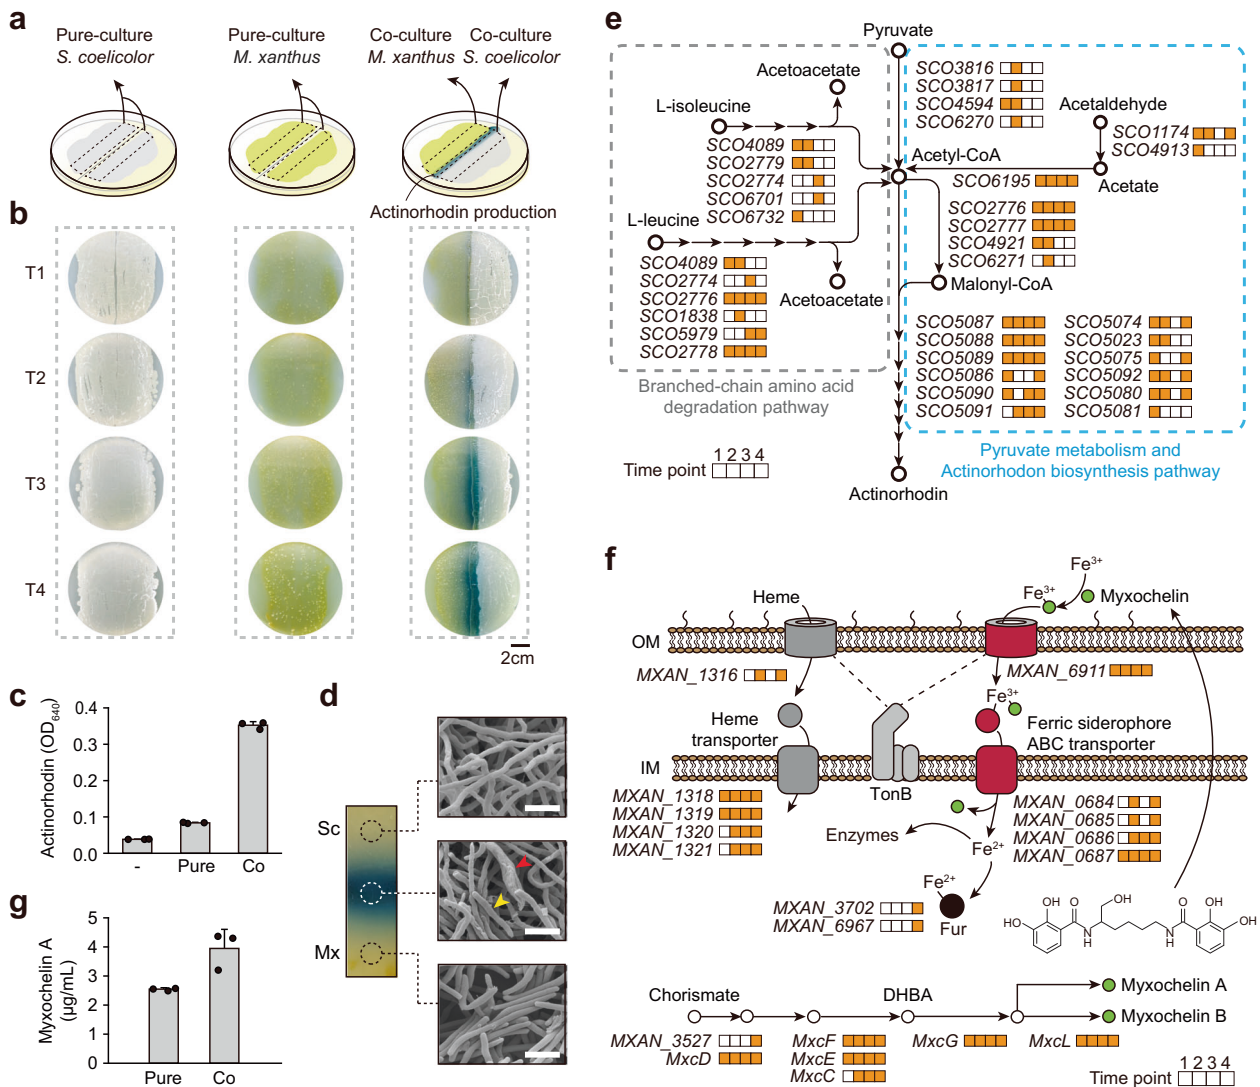 a
Pure-culture
S. coelicolor
Pure-culture
M. xanthus
Co-culture
M. xanthus
Co-culture
S. coelicolor
Actinorhodin production
b
T1
T2
T3
T4
2cm
c
Actinorhodin (OD640)
0.4
0.3
0.2
0.1
0.0
-
Pure
Co
d
Sc
Mx
e
Pyruvate
Acetoacetate
L-isoleucine
SCO4089
SCO2779
SCO2774
SCO6701
SCO6732
L-leucine
SCO4089
SCO2774
SCO2776
SCO1838
SCO5979
SCO2778
Acetoacetate
Branched-chain amino acid
degradation pathway
SCO3816
SCO3817
SCO4594
SCO6270
Acetaldehyde
SCO1174
SCO4913
Acetyl-CoA
SCO6195
Acetate
SCO2776
SCO2777
SCO4921
SCO6271
Malonyl-CoA
SCO5087
SCO5088
SCO5089
SCO5086
SCO5090
SCO5091
SCO5074
SCO5023
SCO5075
SCO5092
SCO5080
SCO5081
Pyruvate metabolism and
Actinorhodon biosynthesis pathway
1 2 3 4
Time point
Actinorhodin
f
Heme
Fe3+
Fe3+
Myxochelin
OM
MXAN_1316
MXAN_6911
Fe3+
Heme
transporter
Ferric siderophore
ABC transporter
IM
TonB
MXAN_1318
MXAN_1319
MXAN_1320
MXAN_1321
MXAN_0684
MXAN_0685
MXAN_0686
MXAN_0687
Enzymes
Fe2+
Fe2+
MXAN_3702
MXAN_6967
Fur
OH
HO
O
N
H
OH
N
H
O
OH
OH
Chorismate
DHBA
Myxochelin A
Myxochelin B
MXAN_3527
MxcD
MxcF
MxcE
MxcC
MxcG
MxcL
1 2 3 4
Time point
g
Myxochelin A
(µg/mL)
5
4
3
2
1
0
Pure
Co